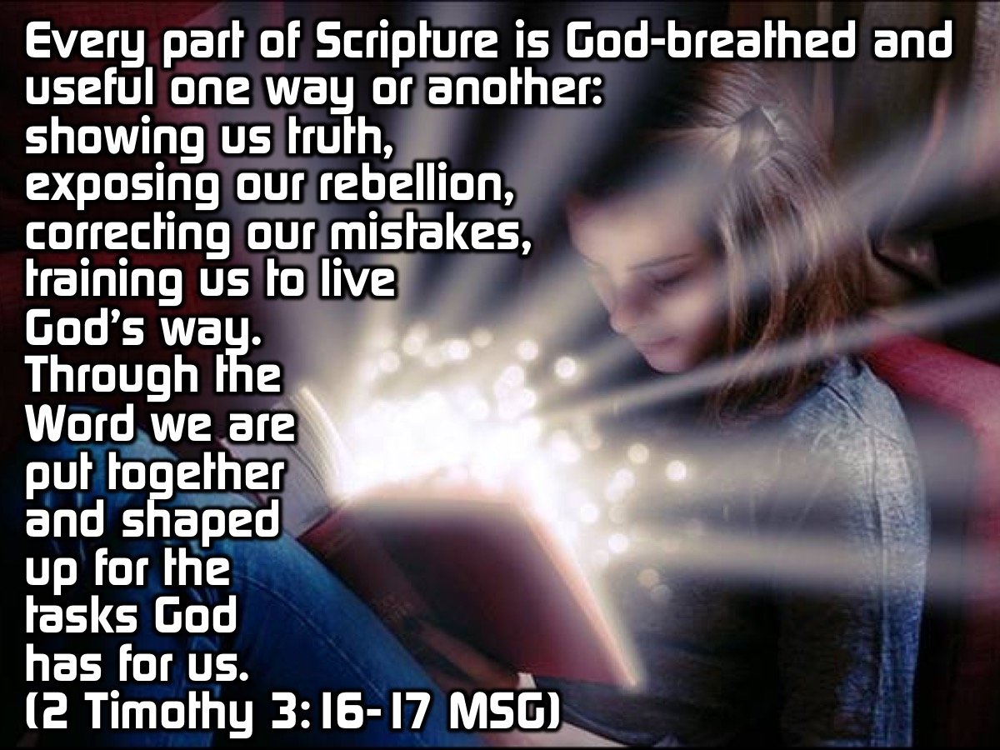 Every part of Scripture is God-breathed and
useful one way or another:
showing us truth,
exposing our rebellion,
correcting our mistakes,
training us to live
God's way.
Through the
Word we are
put together
and shaped
up for the
tasks God
has for us.
(2 Timothy 3:16-17 MSG)